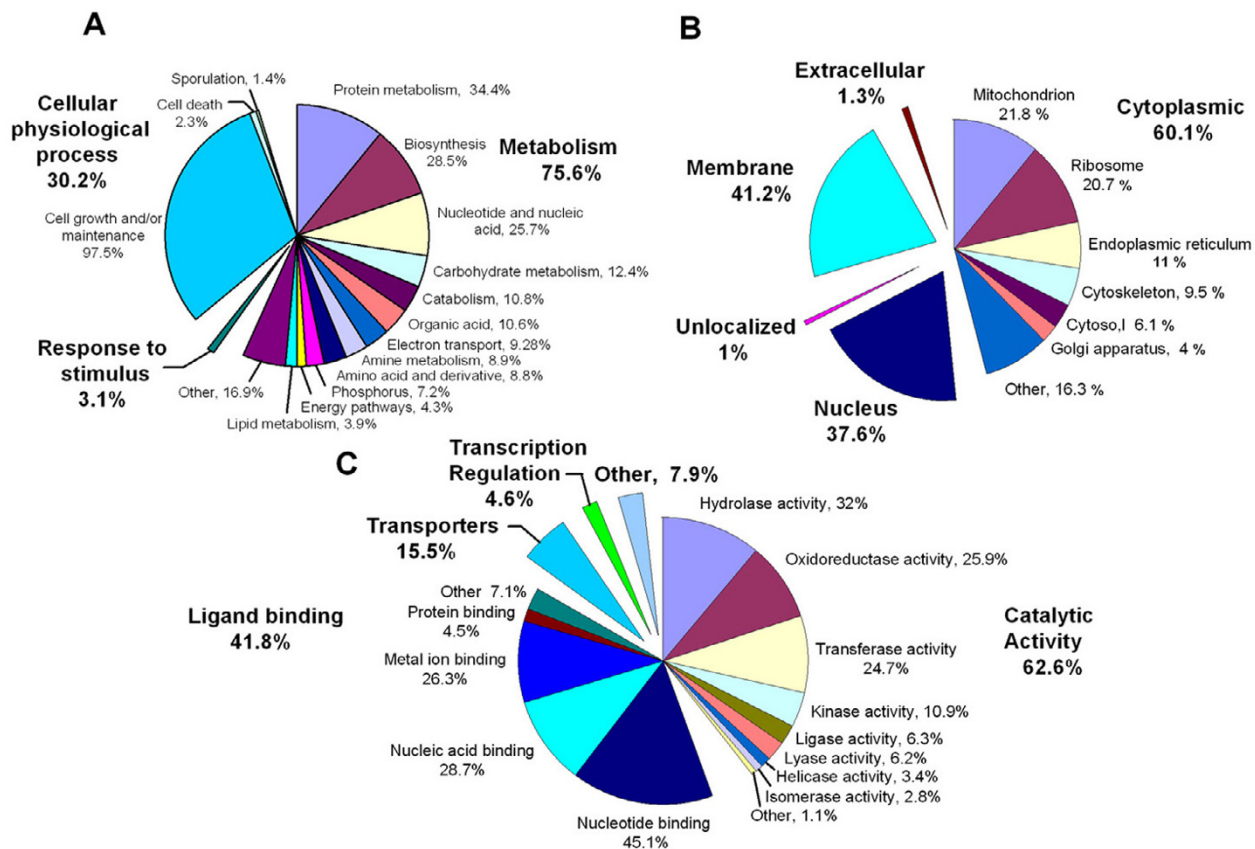 A
Sporulation, 1.4%
Cell death
2.3%
Cellular
physiological
process
30.2%
Cell growth and/or
maintenance
97.5%
Response to
stimulus
3.1%
Protein metabolism, 34.4%
Biosynthesis
28.5%
Metabolism
75.6%
Nucleotide and nucleic
acid, 25.7%
Carbohydrate metabolism, 12.4%
Catabolism, 10.8%
Organic acid, 10.6%
Electron transport, 9.28%
Amine metabolism, 8.9%
Amino acid and derivative, 8.8%
Phosphorus, 7.2%
Energy pathways, 4.3%
Lipid metabolism, 3.9%
Other, 16.9%
B
Extracellular
1.3%
Membrane
41.2%
Unlocalized
1%
Nucleus
37.6%
Mitochondrion
21.8 %
Cytoplasmic
60.1%
Ribosome
20.7 %
Endoplasmic reticulum
11 %
Cytoskeleton, 9.5 %
Cytoso,l 6.1 %
Golgi apparatus, 4 %
Other, 16.3 %
C
Transcription
Regulation
4.6%
Other, 7.9%
Transporters
15.5%
Ligand binding
41.8%
Other 7.1%
Protein binding
4.5%
Metal ion binding
26.3%
Nucleic acid binding
28.7%
Nucleotide binding
45.1%
Hydrolase activity, 32%
Oxidoreductase activity, 25.9%
Catalytic
Activity
62.6%
Transferase activity
24.7%
Kinase activity, 10.9%
Ligase activity, 6.3%
Lyase activity, 6.2%
Helicase activity, 3.4%
Isomerase activity, 2.8%
Other, 1.1%